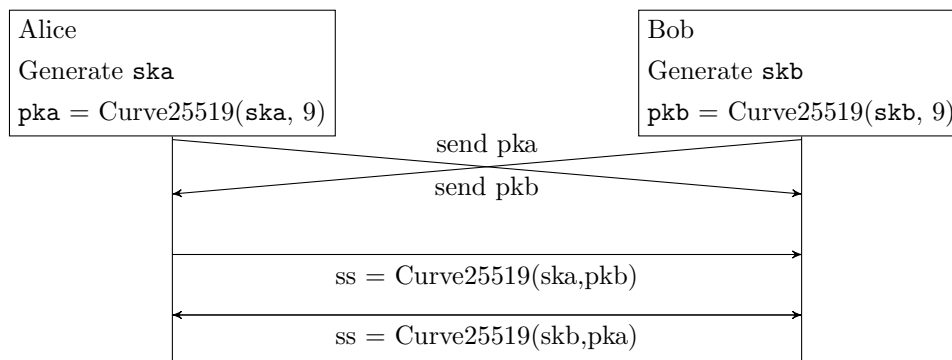 Alice
Generate ska
pka = Curve25519(ska, 9)
Bob
Generate skb
pkb = Curve25519(skb, 9)
send pka
send pkb
ss = Curve25519(ska,pkb)
ss = Curve25519(skb,pka)